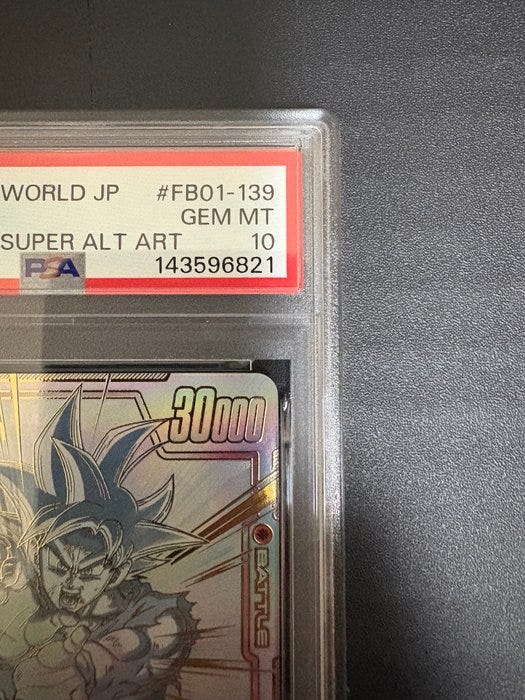 WORLD JP #FB01-139
GEM MT
SUPER ALT ART 10
PSA 143596821
30000
BATTLE